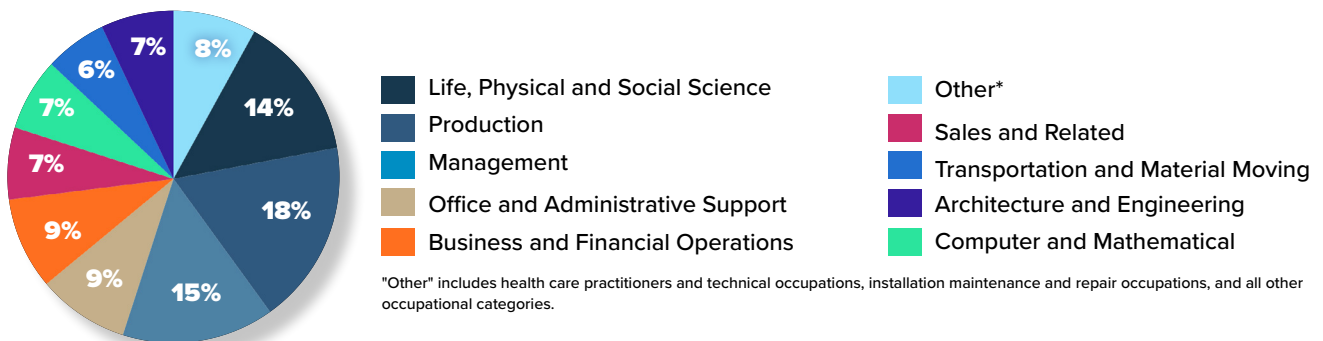 7%
8%
6%
14%
7%
7%
18%
9%
9%
15%
Life, Physical and Social Science
Production
Management
Office and Administrative Support
Business and Financial Operations
Other*
Sales and Related
Transportation and Material Moving
Architecture and Engineering
Computer and Mathematical
"Other" includes health care practitioners and technical occupations, installation maintenance and repair occupations, and all other
occupational categories.